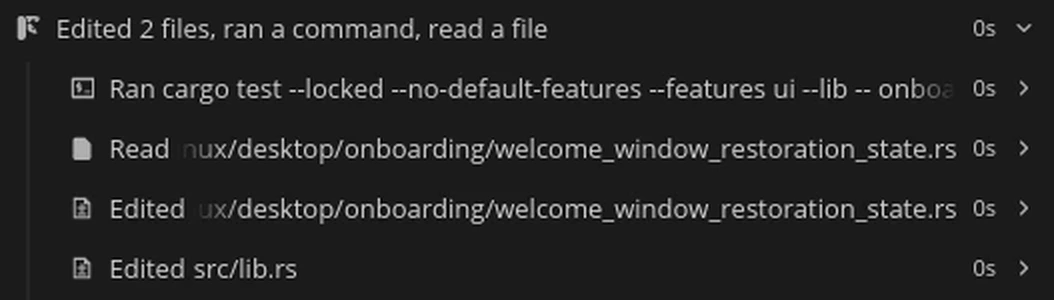 Edited 2 files, ran a command, read a file 0s
Ran cargo test --locked --no-default-features --features ui --lib -- onboa 0s
Read nux/desktop/onboarding/welcome_window_restoration_state.rs 0s
Edited ux/desktop/onboarding/welcome_window_restoration_state.rs 0s
Edited src/lib.rs 0s